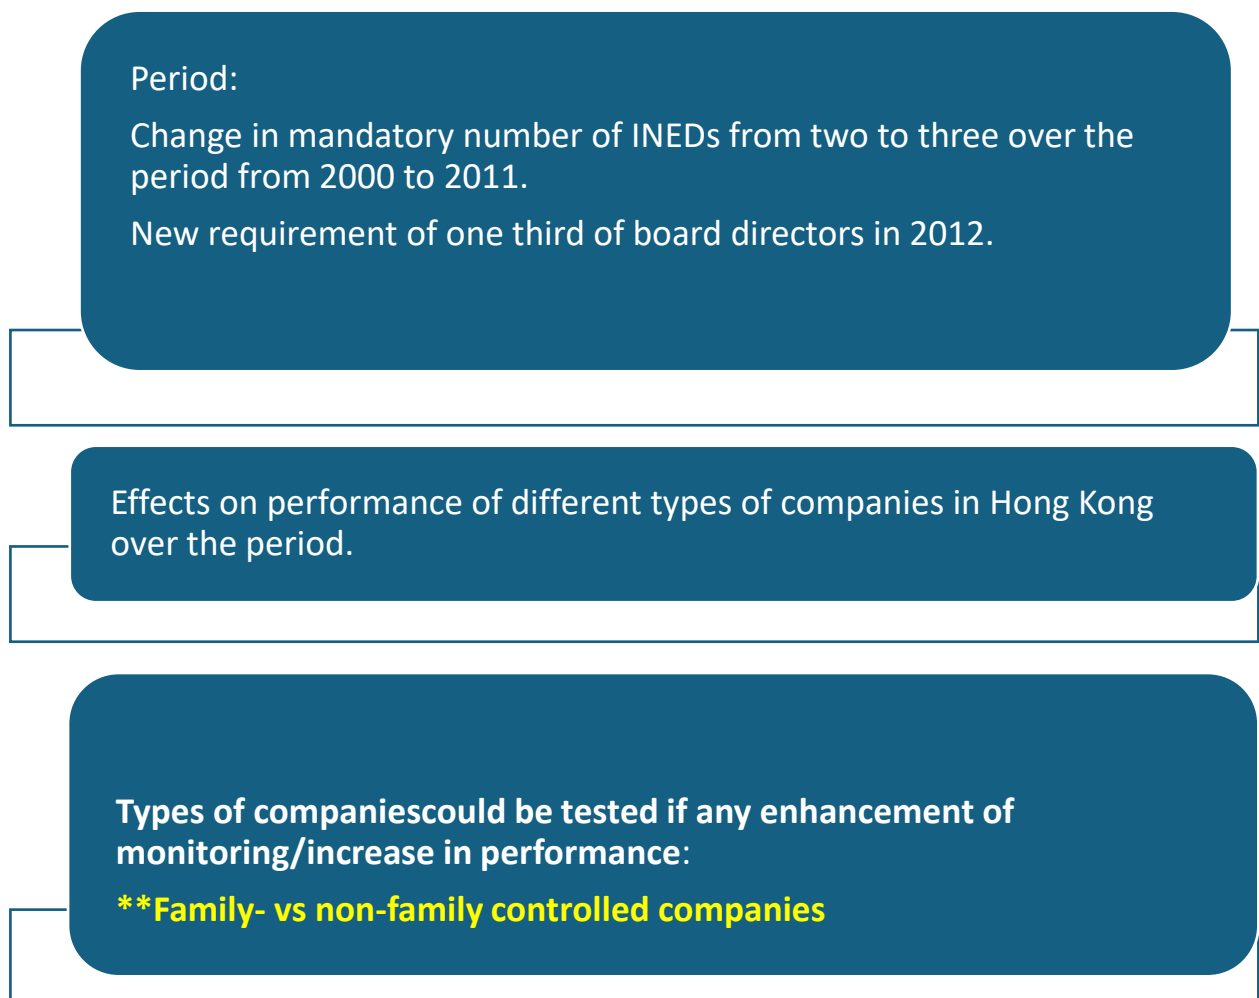 Period:
Change in mandatory number of INEDs from two to three over the
period from 2000 to 2011.
New requirement of one third of board directors in 2012.
Effects on performance of different types of companies in Hong Kong
over the period.
Types of companiescould be tested if any enhancement of
monitoring/increase in performance:
**Family- vs non-family controlled companies